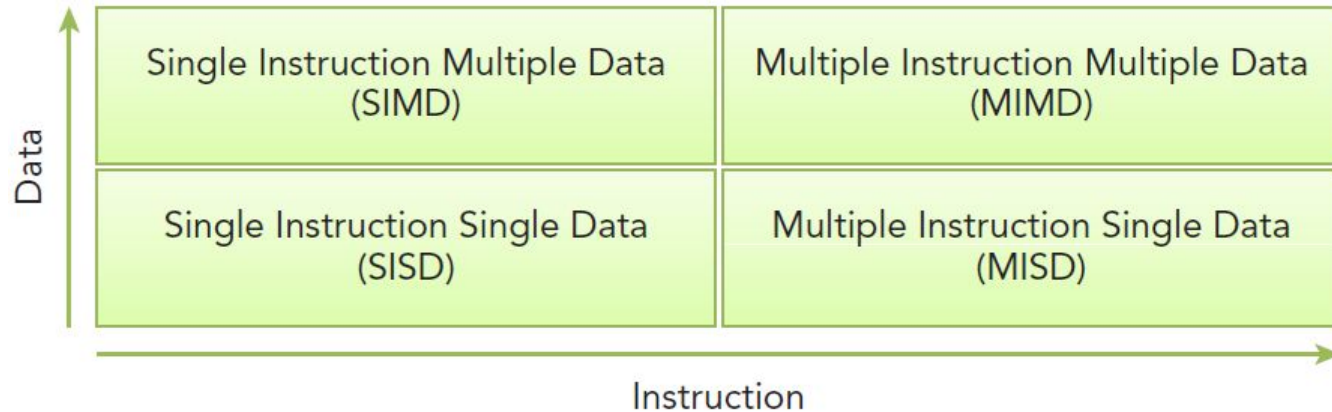 Single Instruction Multiple Data
(SIMD)
Multiple Instruction Multiple Data
(MIMD)
Data
Single Instruction Single Data
(SISD)
Multiple Instruction Single Data
(MISD)
Instruction